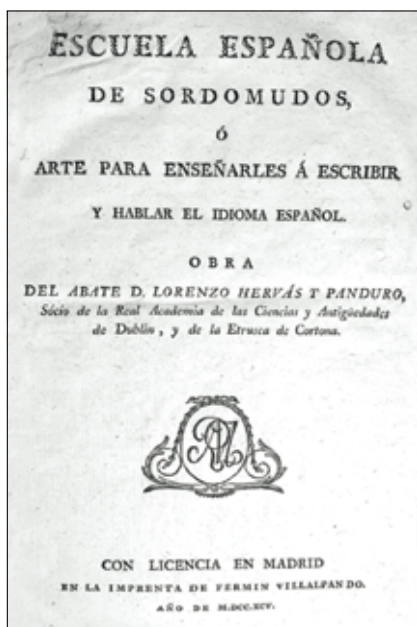 ESCUELA ESPAÑOLA
DE SORDOMUDOS,
Ó
ARTE PARA ENSEÑARLES Á ESCRIBIR
Y HABLAR EL IDIOMA ESPAÑOL.
OBRA
DEL ABATE D. LORENZO HERVÁS Y PANDURO,
Sócio de la Real Academia de las Ciencias y Antigüedades
de Dublin, y de la Etrusca de Cortona.
CON LICENCIA EN MADRID
EN LA IMPRENTA DE FERMIN VILLALPANDO.
AÑO DE M.DCC.XCV.